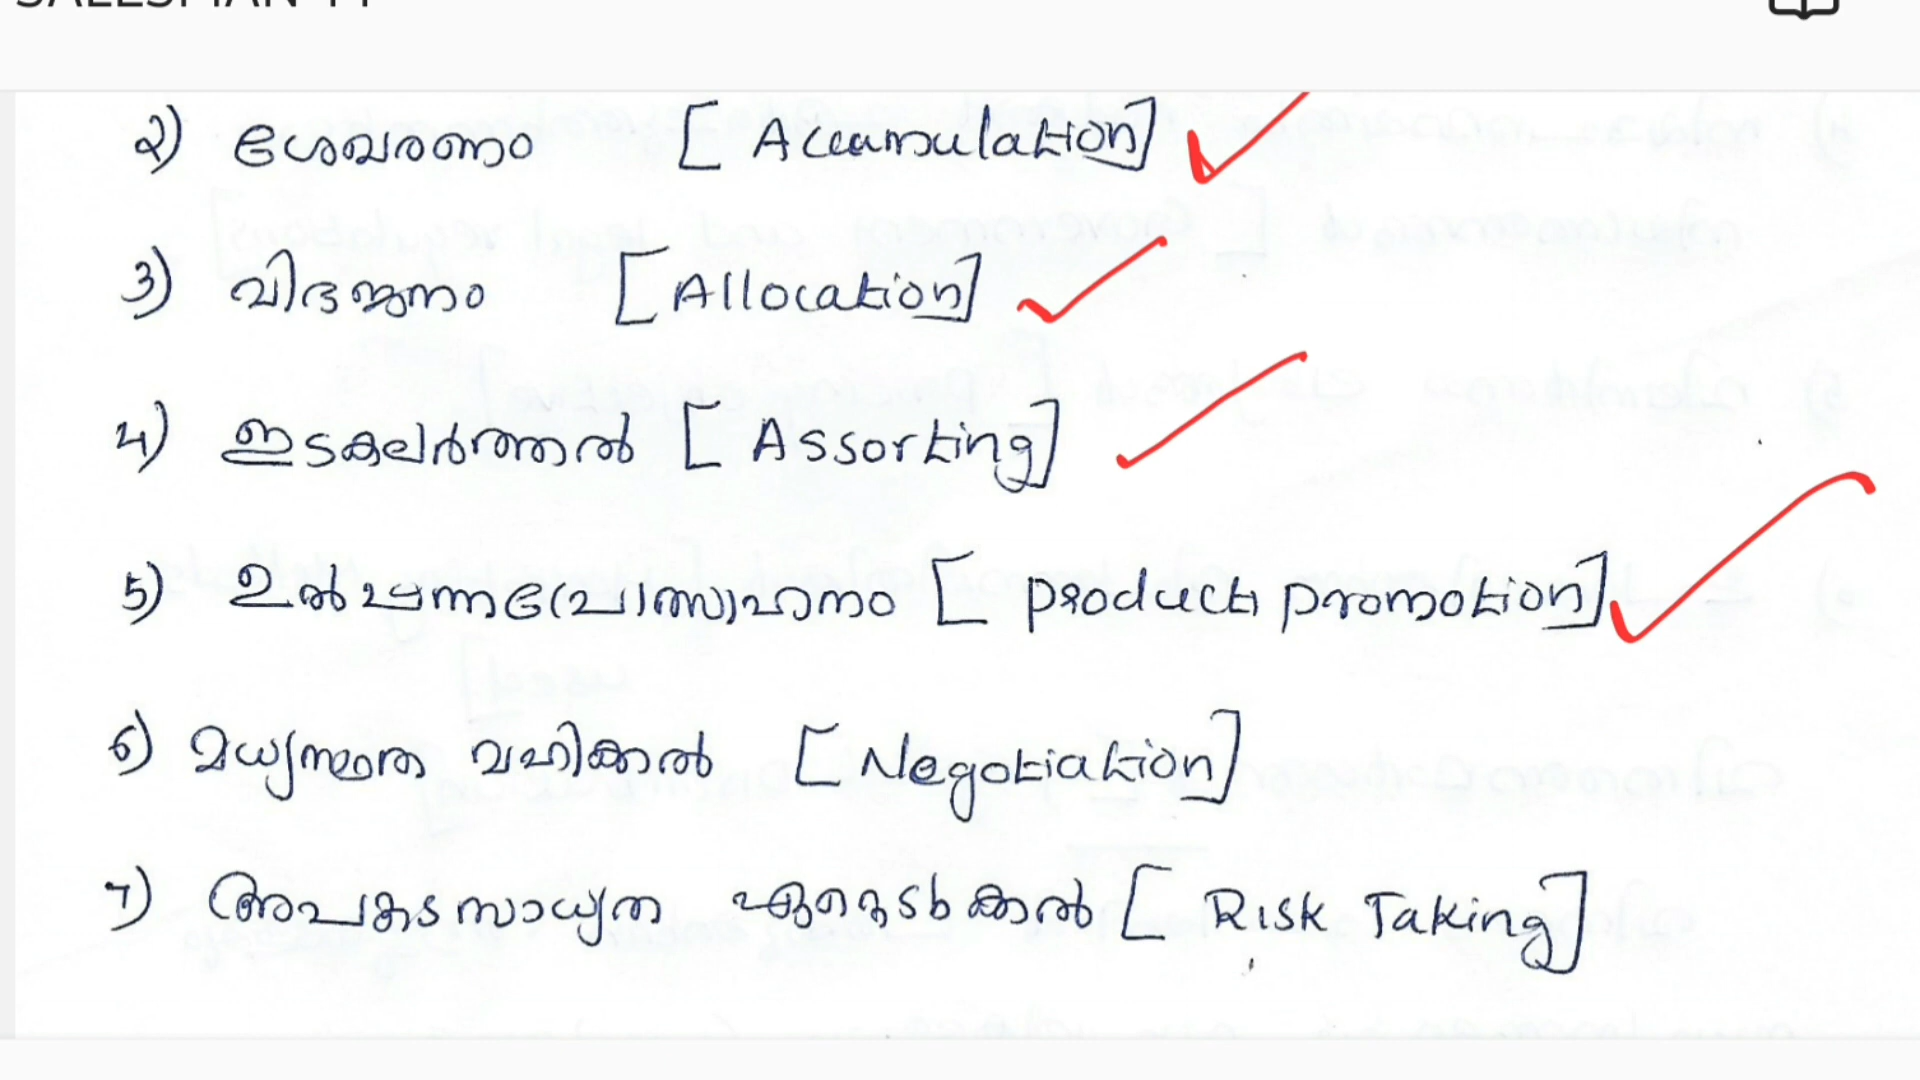 2) ശേഖരണം [Accumulation]
3) വിഭജനം [Allocation]
4) ഇടകലർത്തൽ [Assorting]
5) ഉൽപ്പന്നപ്രോത്സാഹനം [product promotion]
6) മധ്യസ്ഥത വഹിക്കൽ [Negotiation]
7) അപകടസാധ്യത ഏറ്റെടുക്കൽ [Risk Taking]